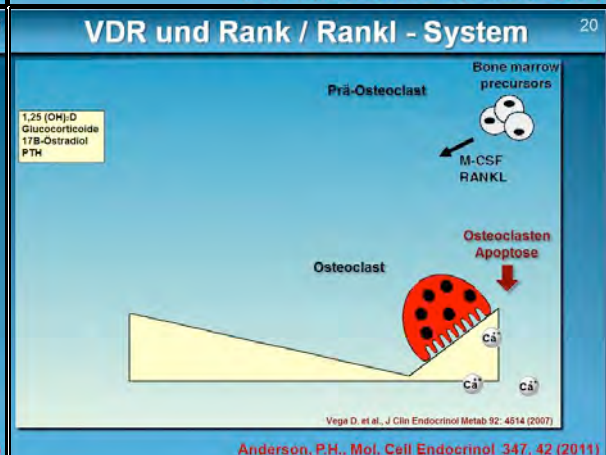 VDR und Rank / Rankl - System
20
Bone marrow
precursors
Prä-Osteoclast
1,25 (OH)2D
Glucocorticoide
17B-Ostradiol
PTH
M-CSF
RANKL
Osteoclasten
Apoptose
Osteoclast
Ca+
Ca+
Ca+
Vega D. et al., J Clin Endocrinol Metab 92: 4514 (2007)
Anderson, P.H., Mol. Cell Endocrinol 347, 42 (2011)